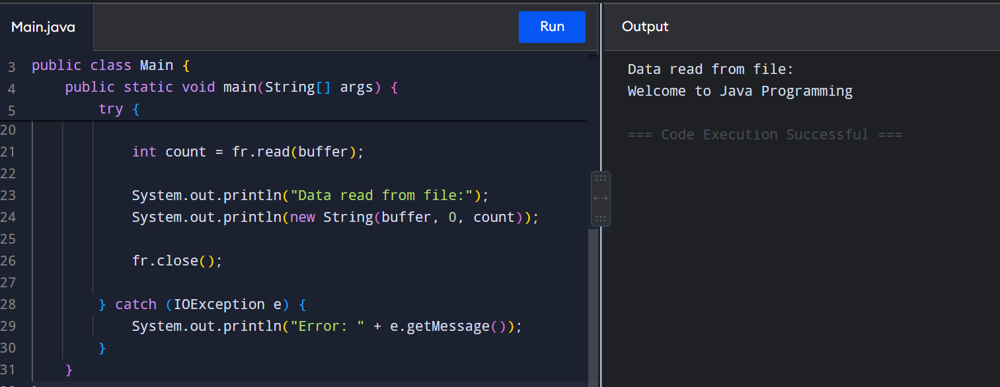 Main.java
Run
3 public class Main {
4     public static void main(String[] args) {
5         try {
20
21             int count = fr.read(buffer);
22
23             System.out.println("Data read from file:");
24             System.out.println(new String(buffer, 0, count));
25
26             fr.close();
27
28         } catch (IOException e) {
29             System.out.println("Error: " + e.getMessage());
30         }
31     }
Output
Data read from file:
Welcome to Java Programming
=== Code Execution Successful ===